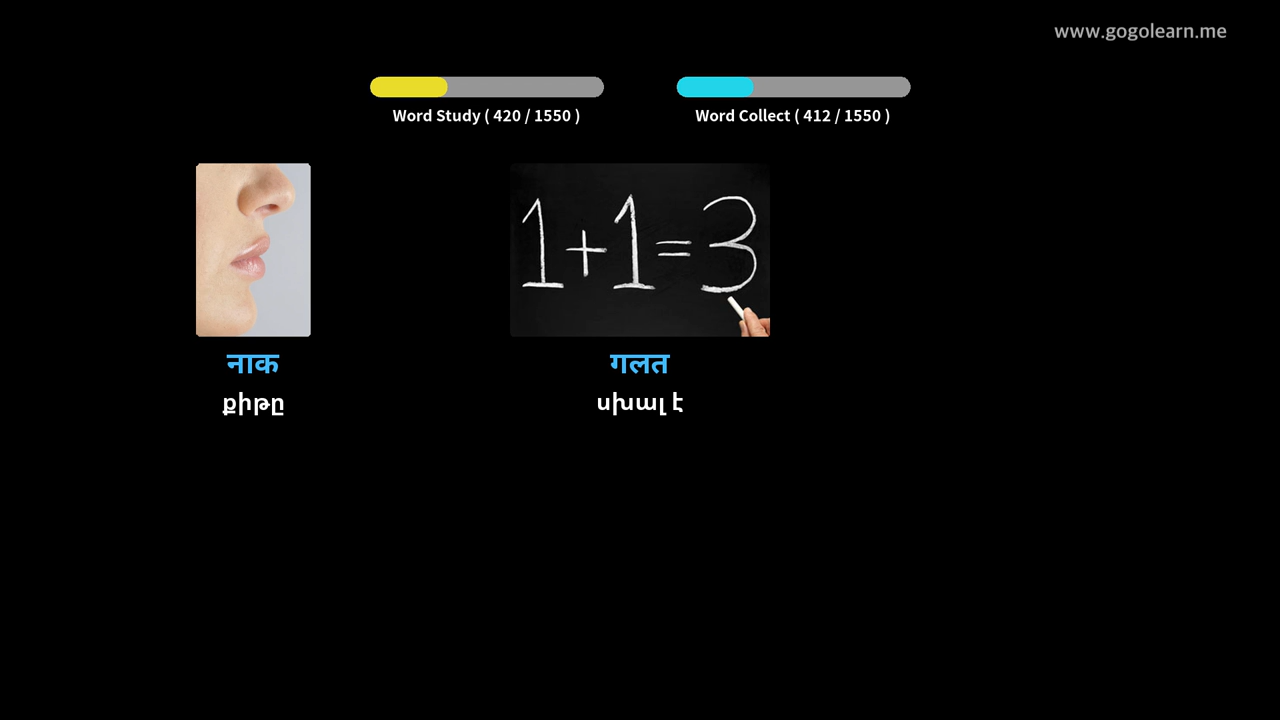 www.gogolearn.me
Word Study ( 420 / 1550 )
Word Collect ( 412 / 1550 )
1+1=3
नाक
गलत
քիթը
սխալ է